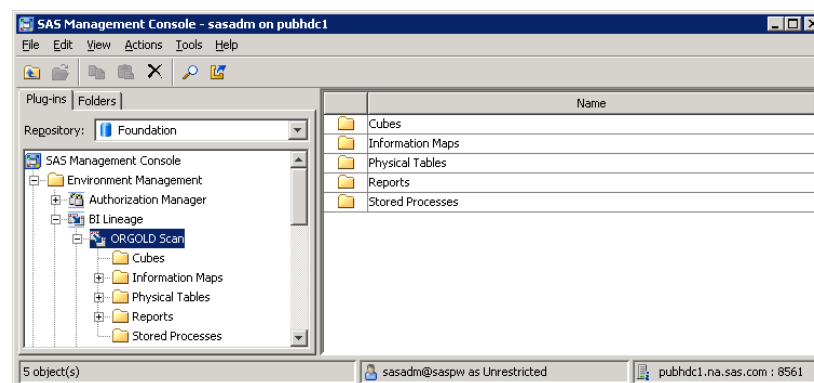 SAS Management Console - sasadm on pubhdc1
File Edit View Actions Tools Help
Plug-ins Folders
Repository: Foundation
SAS Management Console
Environment Management
Authorization Manager
BI Lineage
ORGOLD Scan
Cubes
Information Maps
Physical Tables
Reports
Stored Processes
Name
Cubes
Information Maps
Physical Tables
Reports
Stored Processes
5 object(s)
sasadm@saspw as Unrestricted
pubhdc1.na.sas.com : 8561